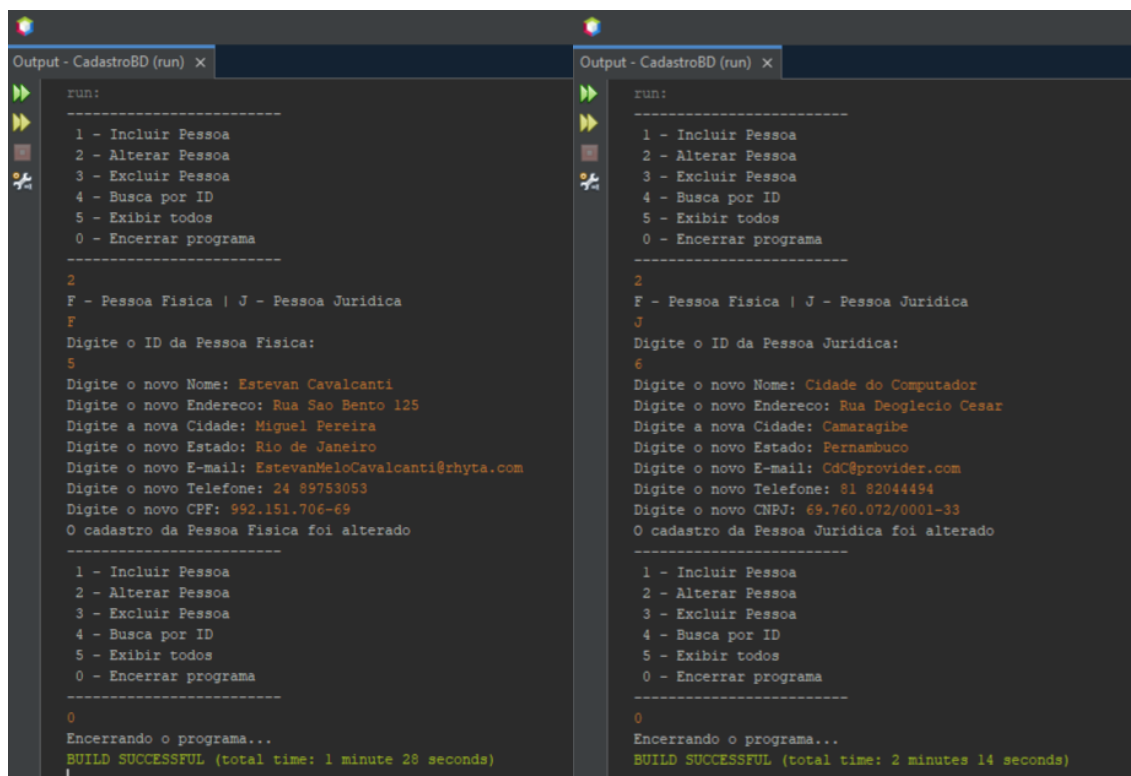 Output - CadastroBD (run) ×
run:
-------------------------
1 - Incluir Pessoa
2 - Alterar Pessoa
3 - Excluir Pessoa
4 - Busca por ID
5 - Exibir todos
0 - Encerrar programa
-------------------------
2
F - Pessoa Fisica | J - Pessoa Juridica
F
Digite o ID da Pessoa Fisica:
5
Digite o novo Nome: Estevan Cavalcanti
Digite o novo Endereco: Rua Sao Bento 125
Digite a nova Cidade: Miguel Pereira
Digite o novo Estado: Rio de Janeiro
Digite o novo E-mail: EstevanMeloCavalcanti@rhyta.com
Digite o novo Telefone: 24 89753053
Digite o novo CPF: 992.151.706-69
O cadastro da Pessoa Fisica foi alterado
-------------------------
1 - Incluir Pessoa
2 - Alterar Pessoa
3 - Excluir Pessoa
4 - Busca por ID
5 - Exibir todos
0 - Encerrar programa
-------------------------
0
Encerrando o programa...
BUILD SUCCESSFUL (total time: 1 minute 28 seconds)
Output - CadastroBD (run) ×
run:
-------------------------
1 - Incluir Pessoa
2 - Alterar Pessoa
3 - Excluir Pessoa
4 - Busca por ID
5 - Exibir todos
0 - Encerrar programa
-------------------------
2
F - Pessoa Fisica | J - Pessoa Juridica
J
Digite o ID da Pessoa Juridica:
6
Digite o novo Nome: Cidade do Computador
Digite o novo Endereco: Rua Deoglecio Cesar
Digite a nova Cidade: Camaragibe
Digite o novo Estado: Pernambuco
Digite o novo E-mail: CdC@provider.com
Digite o novo Telefone: 81 82044494
Digite o novo CNPJ: 69.760.072/0001-33
O cadastro da Pessoa Juridica foi alterado
-------------------------
1 - Incluir Pessoa
2 - Alterar Pessoa
3 - Excluir Pessoa
4 - Busca por ID
5 - Exibir todos
0 - Encerrar programa
-------------------------
0
Encerrando o programa...
BUILD SUCCESSFUL (total time: 2 minutes 14 seconds)